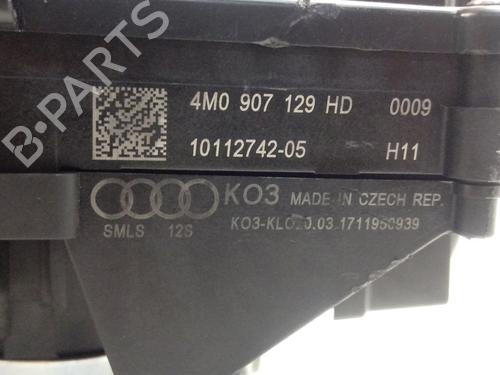 4M0 907 129 HD 0009
10112742-05 H11
KO3 MADE IN CZECH REP.
SMLS 12S
B-PARTS